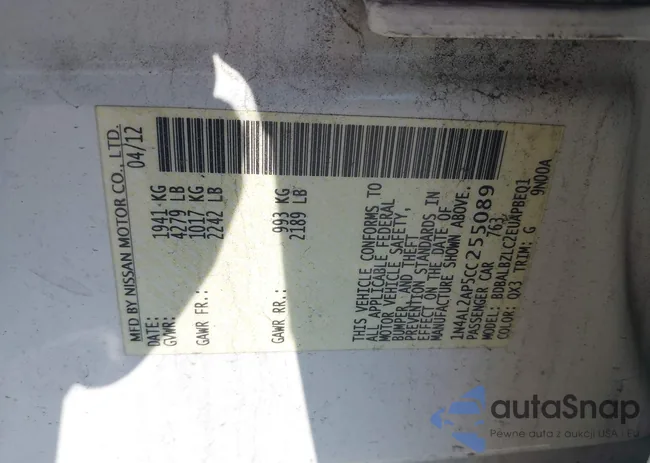 MFD BY NISSAN MOTOR CO., LTD.
DATE: 04/12
GVWR: 1941 KG
4279 LB
GAWR FR.: 1017 KG
2242 LB
GAWR RR.: 993 KG
2189 LB
THIS VEHICLE CONFORMS TO
ALL APPLICABLE FEDERAL
MOTOR VEHICLE SAFETY,
BUMPER, AND THEFT
PREVENTION STANDARDS IN
EFFECT ON THE DATE OF
MANUFACTURE SHOWN ABOVE.
1N4AL2AP5CC255089
PASSENGER CAR 763
MODEL: BDBALBZLC2EUAPBEQ1
COLOR: QX3 TRIM: G 9N00A
autoSnap
Pewne auta z aukcji USA - EU